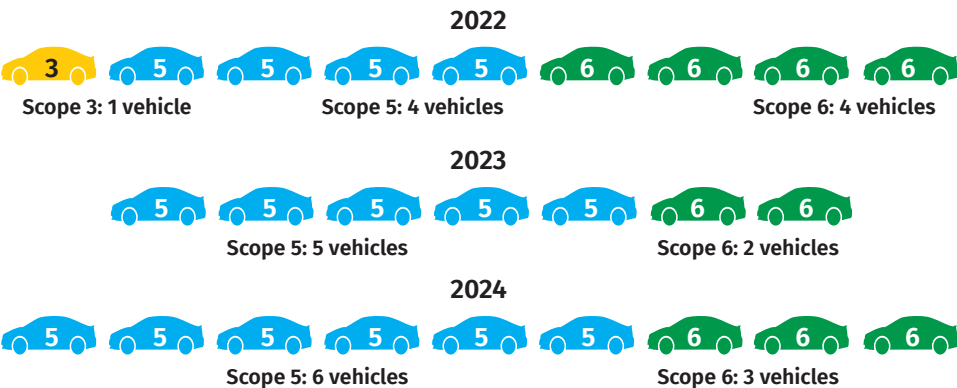 2022
3 5 5 5 5 6 6 6 6
Scope 3: 1 vehicle Scope 5: 4 vehicles Scope 6: 4 vehicles
2023
5 5 5 5 5 6 6
Scope 5: 5 vehicles Scope 6: 2 vehicles
2024
5 5 5 5 5 5 6 6 6
Scope 5: 6 vehicles Scope 6: 3 vehicles